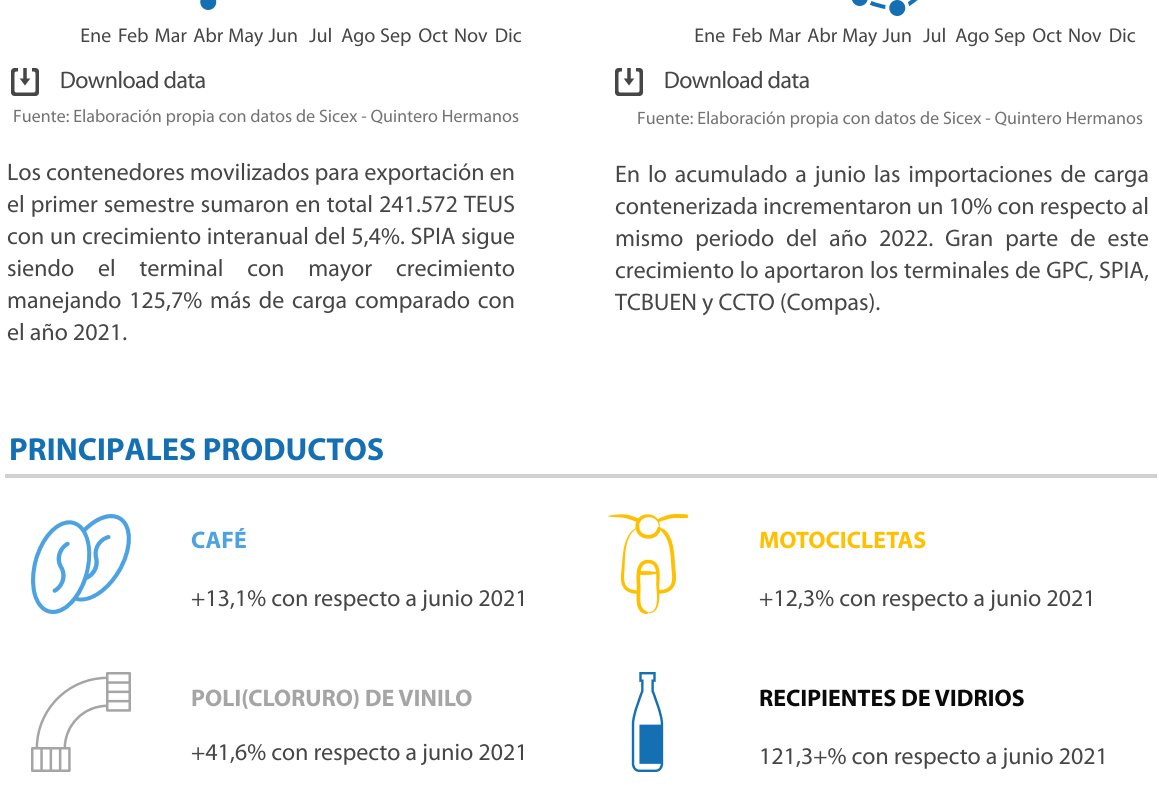 Ene Feb Mar Abr May Jun Jul Ago Sep Oct Nov Dic
Download data
Fuente: Elaboración propia con datos de Sicex - Quintero Hermanos
Los contenedores movilizados para exportación en
el primer semestre sumaron en total 241.572 TEUS
con un crecimiento interanual del 5,4%. SPIA sigue
siendo el terminal con mayor crecimiento
manejando 125,7% más de carga comparado con
el año 2021.
Ene Feb Mar Abr May Jun Jul Ago Sep Oct Nov Dic
Download data
Fuente: Elaboración propia con datos de Sicex - Quintero Hermanos
En lo acumulado a junio las importaciones de carga
contenerizada incrementaron un 10% con respecto al
mismo periodo del año 2022. Gran parte de este
crecimiento lo aportaron los terminales de GPC, SPIA,
TCBUEN y CCTO (Compas).
PRINCIPALES PRODUCTOS
CAFÉ
+13,1% con respecto a junio 2021
MOTOCICLETAS
+12,3% con respecto a junio 2021
POLI(CLORURO) DE VINILO
+41,6% con respecto a junio 2021
RECIPIENTES DE VIDRIOS
121,3+% con respecto a junio 2021